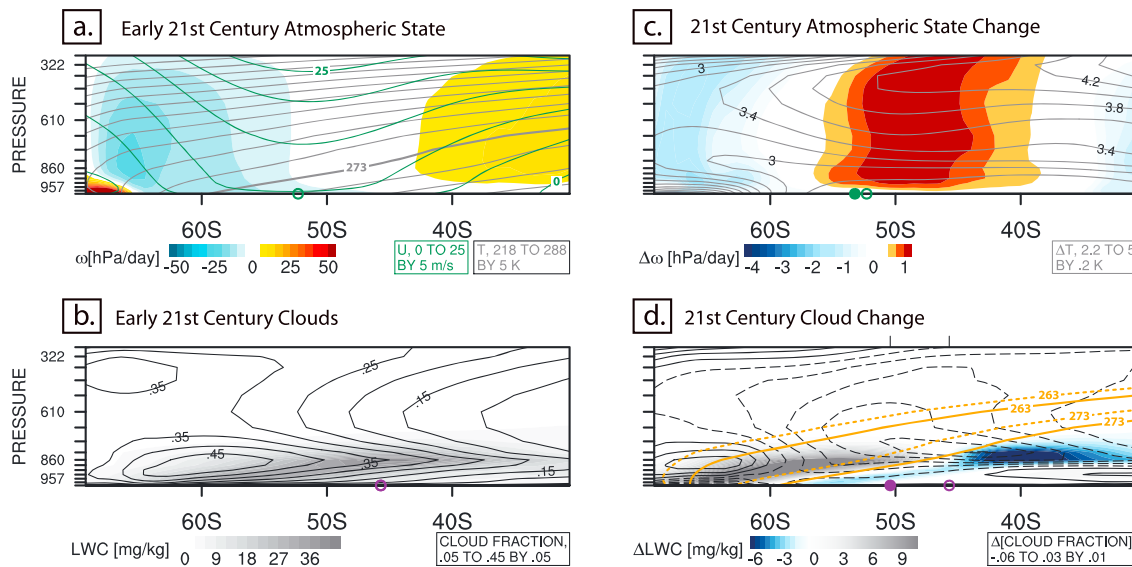 a. Early 21st Century Atmospheric State
PRESSURE
322
610
860
957
25
273
0
60S 50S 40S
ω[hPa/day]
-50 -25 0 25 50
U, 0 TO 25
BY 5 m/s
T, 218 TO 288
BY 5 K
c. 21st Century Atmospheric State Change
3
4.2
3.8
3.4
3.4
3
60S 50S 40S
Δω [hPa/day]
-4 -3 -2 -1 0 1
ΔT, 2.2 TO 5
BY .2 K
b. Early 21st Century Clouds
PRESSURE
322
610
860
957
.35
.25
.15
.35
.45
.35
.15
60S 50S 40S
LWC [mg/kg]
0 9 18 27 36
CLOUD FRACTION,
.05 TO .45 BY .05
d. 21st Century Cloud Change
263
263
273
273
60S 50S 40S
ΔLWC [mg/kg]
-6 -3 0 3 6 9
Δ[CLOUD FRACTION]
-.06 TO .03 BY .01